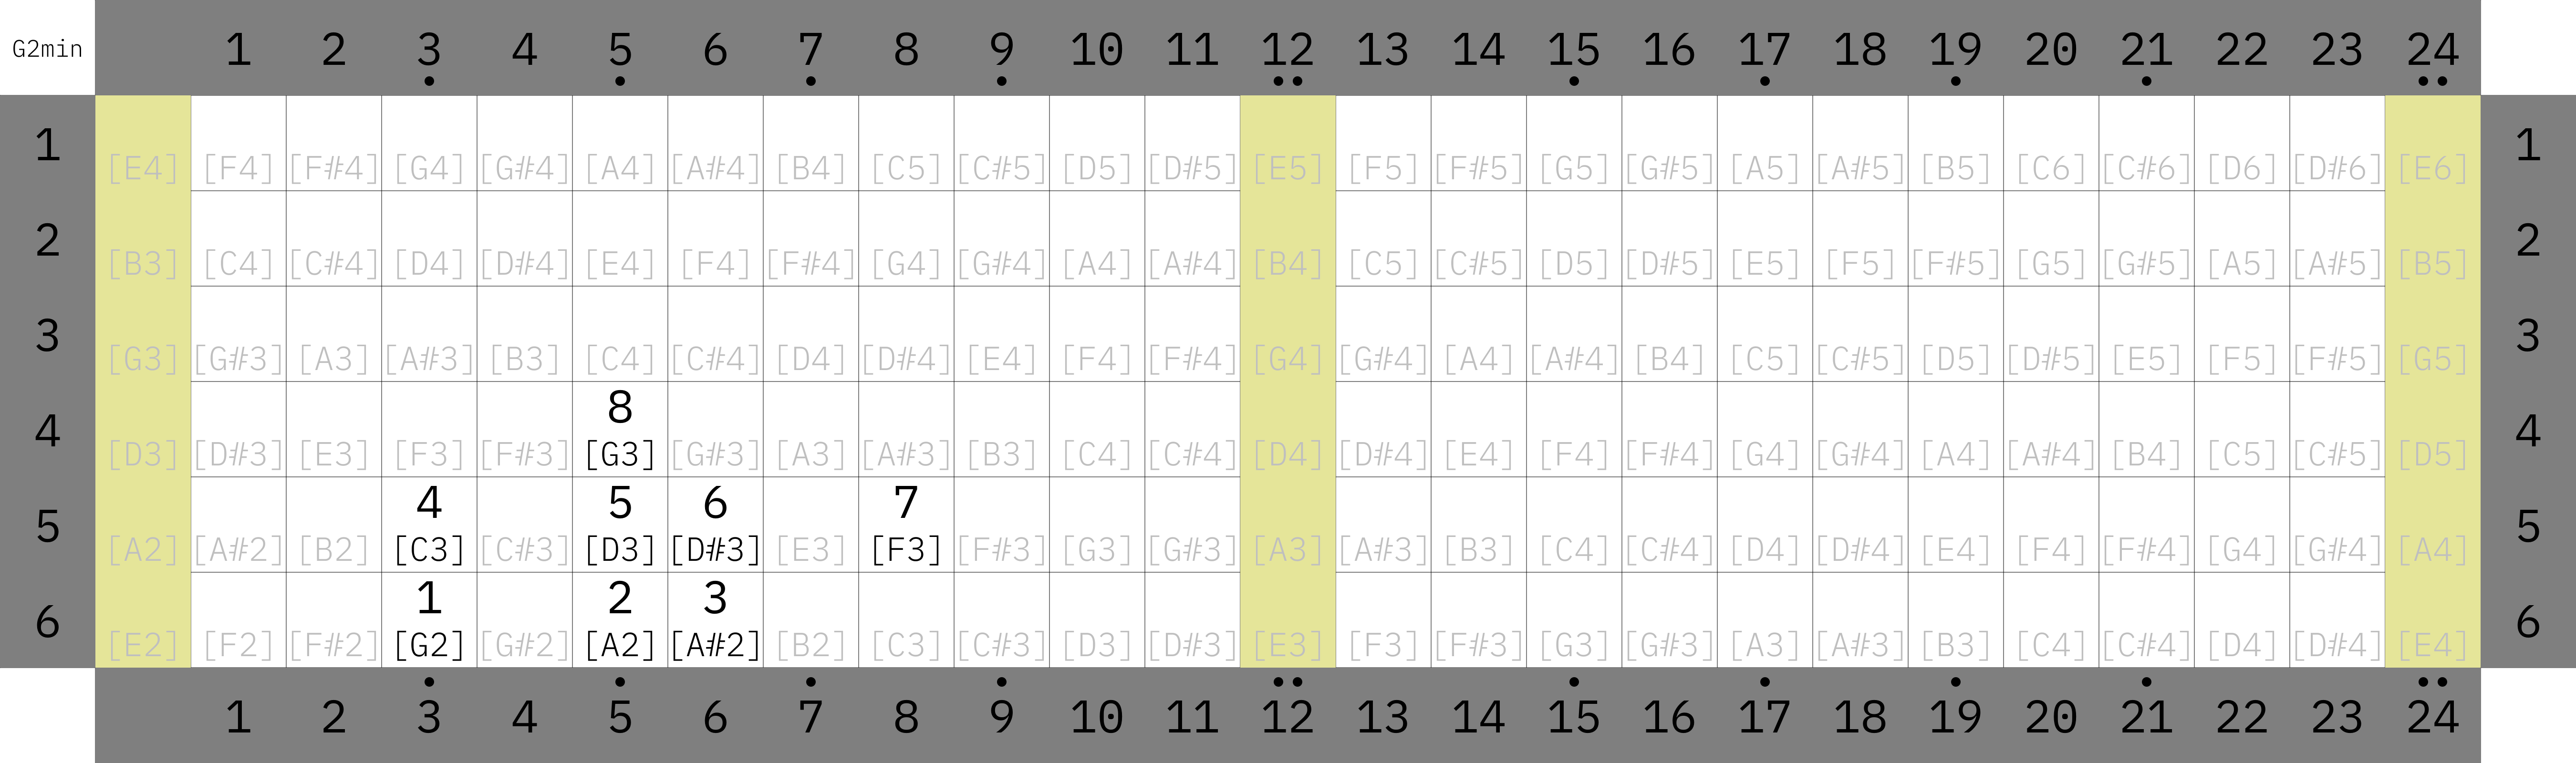 G2min 1 2 3 4 5 6 7 8 9 10 11 12 13 14 15 16 17 18 19 20 21 22 23 24
1 [E4] [F4] [F#4] [G4] [G#4] [A4] [A#4] [B4] [C5] [C#5] [D5] [D#5] [E5] [F5] [F#5] [G5] [G#5] [A5] [A#5] [B5] [C6] [C#6] [D6] [D#6] [E6] 1
2 [B3] [C4] [C#4] [D4] [D#4] [E4] [F4] [F#4] [G4] [G#4] [A4] [A#4] [B4] [C5] [C#5] [D5] [D#5] [E5] [F5] [F#5] [G5] [G#5] [A5] [A#5] [B5] 2
3 [G3] [G#3] [A3] [A#3] [B3] [C4] [C#4] [D4] [D#4] [E4] [F4] [F#4] [G4] [G#4] [A4] [A#4] [B4] [C5] [C#5] [D5] [D#5] [E5] [F5] [F#5] [G5] 3
8
4 [D3] [D#3] [E3] [F3] [F#3] [G3] [G#3] [A3] [A#3] [B3] [C4] [C#4] [D4] [D#4] [E4] [F4] [F#4] [G4] [G#4] [A4] [A#4] [B4] [C5] [C#5] [D5] 4
4 5 6 7
5 [A2] [A#2] [B2] [C3] [C#3] [D3] [D#3] [E3] [F3] [F#3] [G3] [G#3] [A3] [A#3] [B3] [C4] [C#4] [D4] [D#4] [E4] [F4] [F#4] [G4] [G#4] [A4] 5
1 2 3
6 [E2] [F2] [F#2] [G2] [G#2] [A2] [A#2] [B2] [C3] [C#3] [D3] [D#3] [E3] [F3] [F#3] [G3] [G#3] [A3] [A#3] [B3] [C4] [C#4] [D4] [D#4] [E4] 6
1 2 3 4 5 6 7 8 9 10 11 12 13 14 15 16 17 18 19 20 21 22 23 24